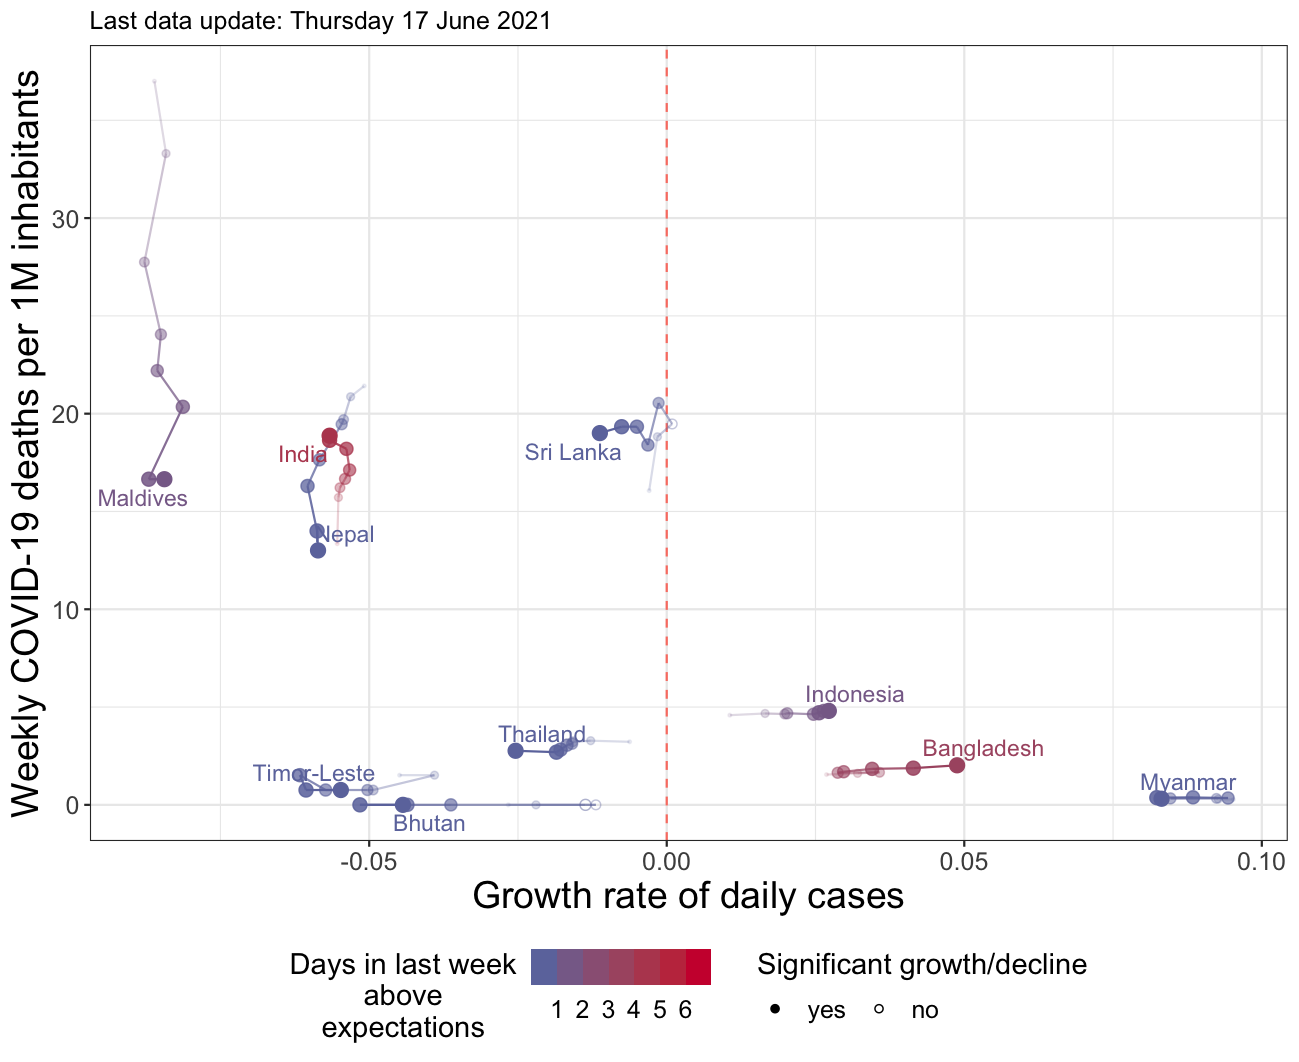 Last data update: Thursday 17 June 2021
Weekly COVID-19 deaths per 1M inhabitants
30
20
10
0
Maldives
India
Nepal
Sri Lanka
Indonesia
Thailand
Bangladesh
Timor-Leste
Myanmar
Bhutan
-0.05
0.00
0.05
0.10
Growth rate of daily cases
Days in last week
above
expectations
1 2 3 4 5 6
Significant growth/decline
yes
no